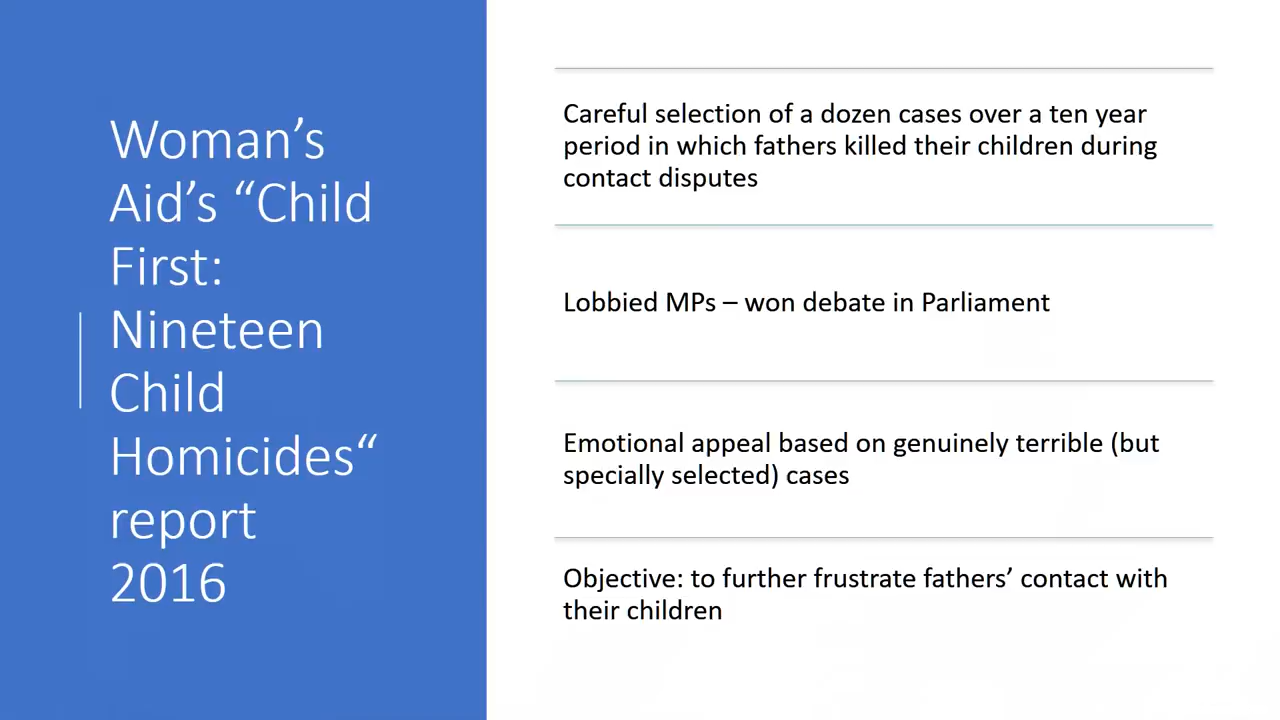 Woman’s
Aid’s “Child
First:
Nineteen
Child
Homicides“
report
2016
Careful selection of a dozen cases over a ten year
period in which fathers killed their children during
contact disputes
Lobbied MPs – won debate in Parliament
Emotional appeal based on genuinely terrible (but
specially selected) cases
Objective: to further frustrate fathers’ contact with
their children